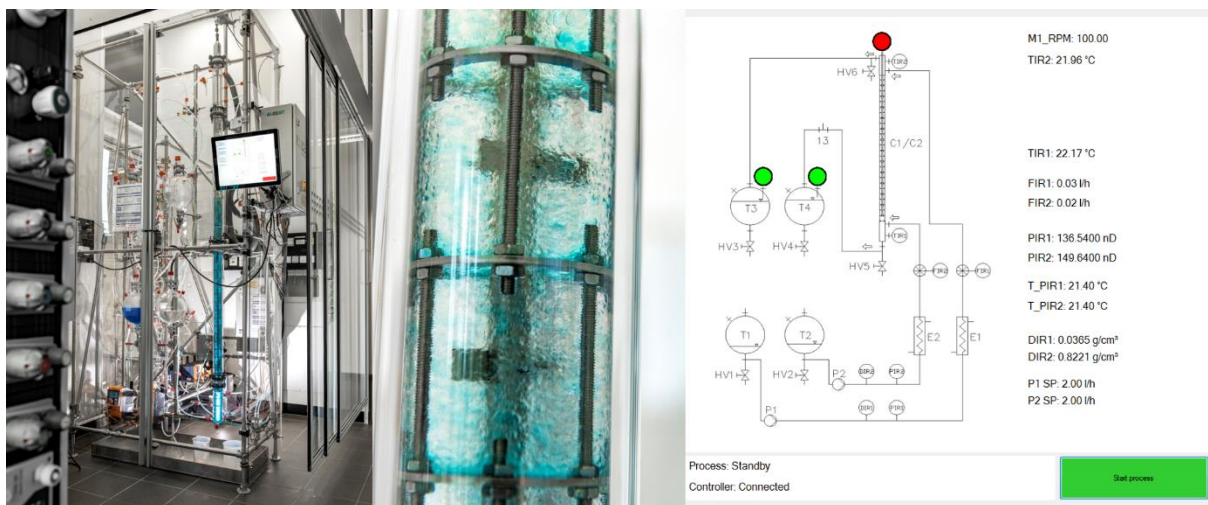 M1_RPM: 100.00
TIR2: 21.96 °C
TIR2
HV6
13
C1/C2
TIR1: 22.17 °C
FIR1: 0.03 l/h
FIR2: 0.02 l/h
T3
T4
TIR1
HV3
HV4
HV5
PIR1: 136.5400 nD
PIR2: 149.6400 nD
FIR2
FIR1
T_PIR1: 21.40 °C
T_PIR2: 21.40 °C
T1
T2
E2
E1
DIR1: 0.0365 g/cm³
DIR2: 0.8221 g/cm³
HV1
HV2
P2
DIR2
PIR2
P1 SP: 2.00 l/h
P2 SP: 2.00 l/h
P1
DIR1
PIR1
Process: Standby
Controller: Connected
Start process